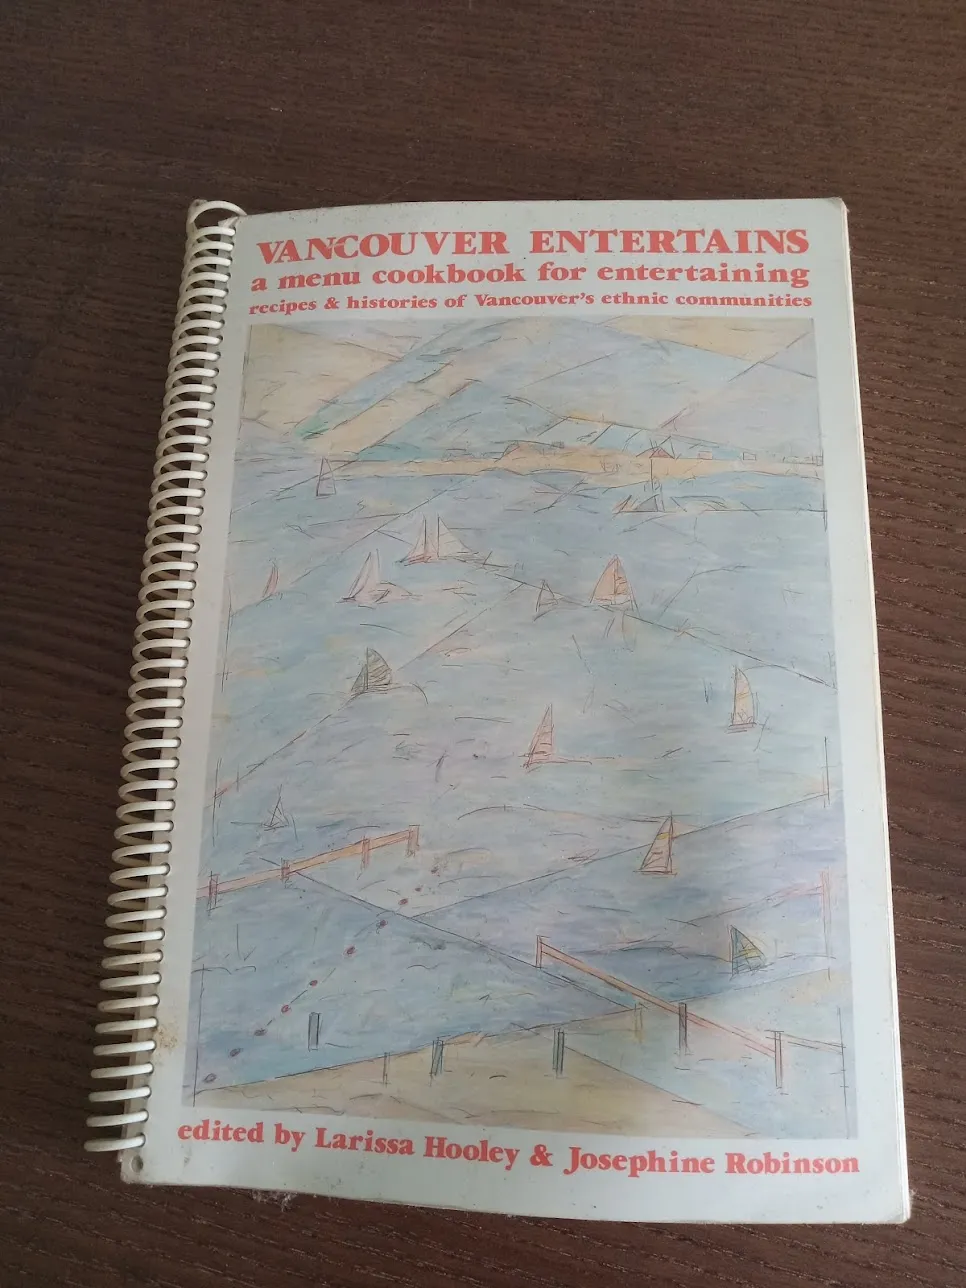 VANCOUVER ENTERTAINS
a menu cookbook for entertaining
recipes & histories of Vancouver's ethnic communities
edited by Larissa Hooley & Josephine Robinson